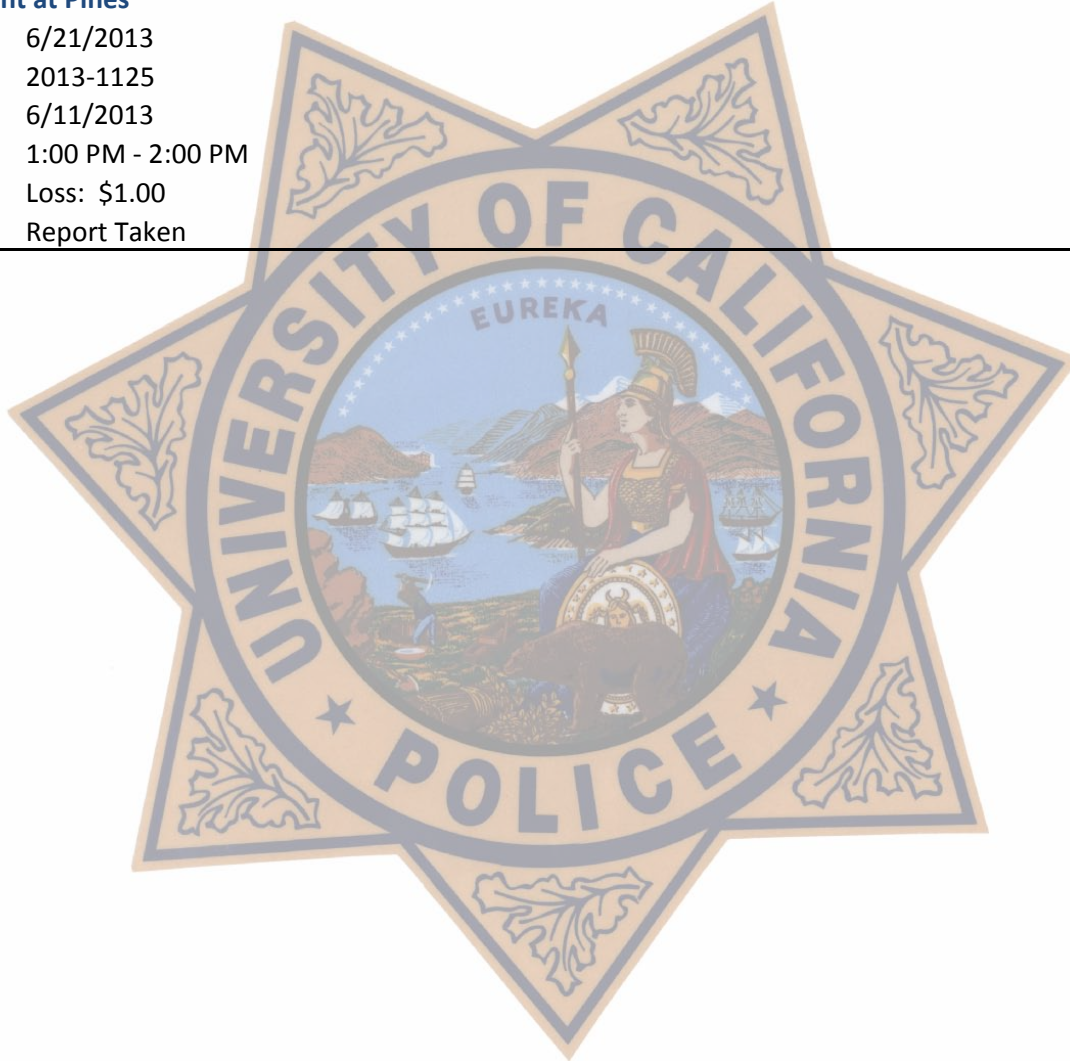 nt at Pines
6/21/2013
2013-1125
6/11/2013
1:00 PM - 2:00 PM
Loss: $1.00
Report Taken
UNIVERSITY OF CALIFORNIA
EUREKA
★ POLICE ★